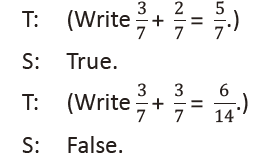 T: (Write 3/7 + 2/7 = 5/7.)
S: True.
T: (Write 3/7 + 3/7 = 6/14.)
S: False.